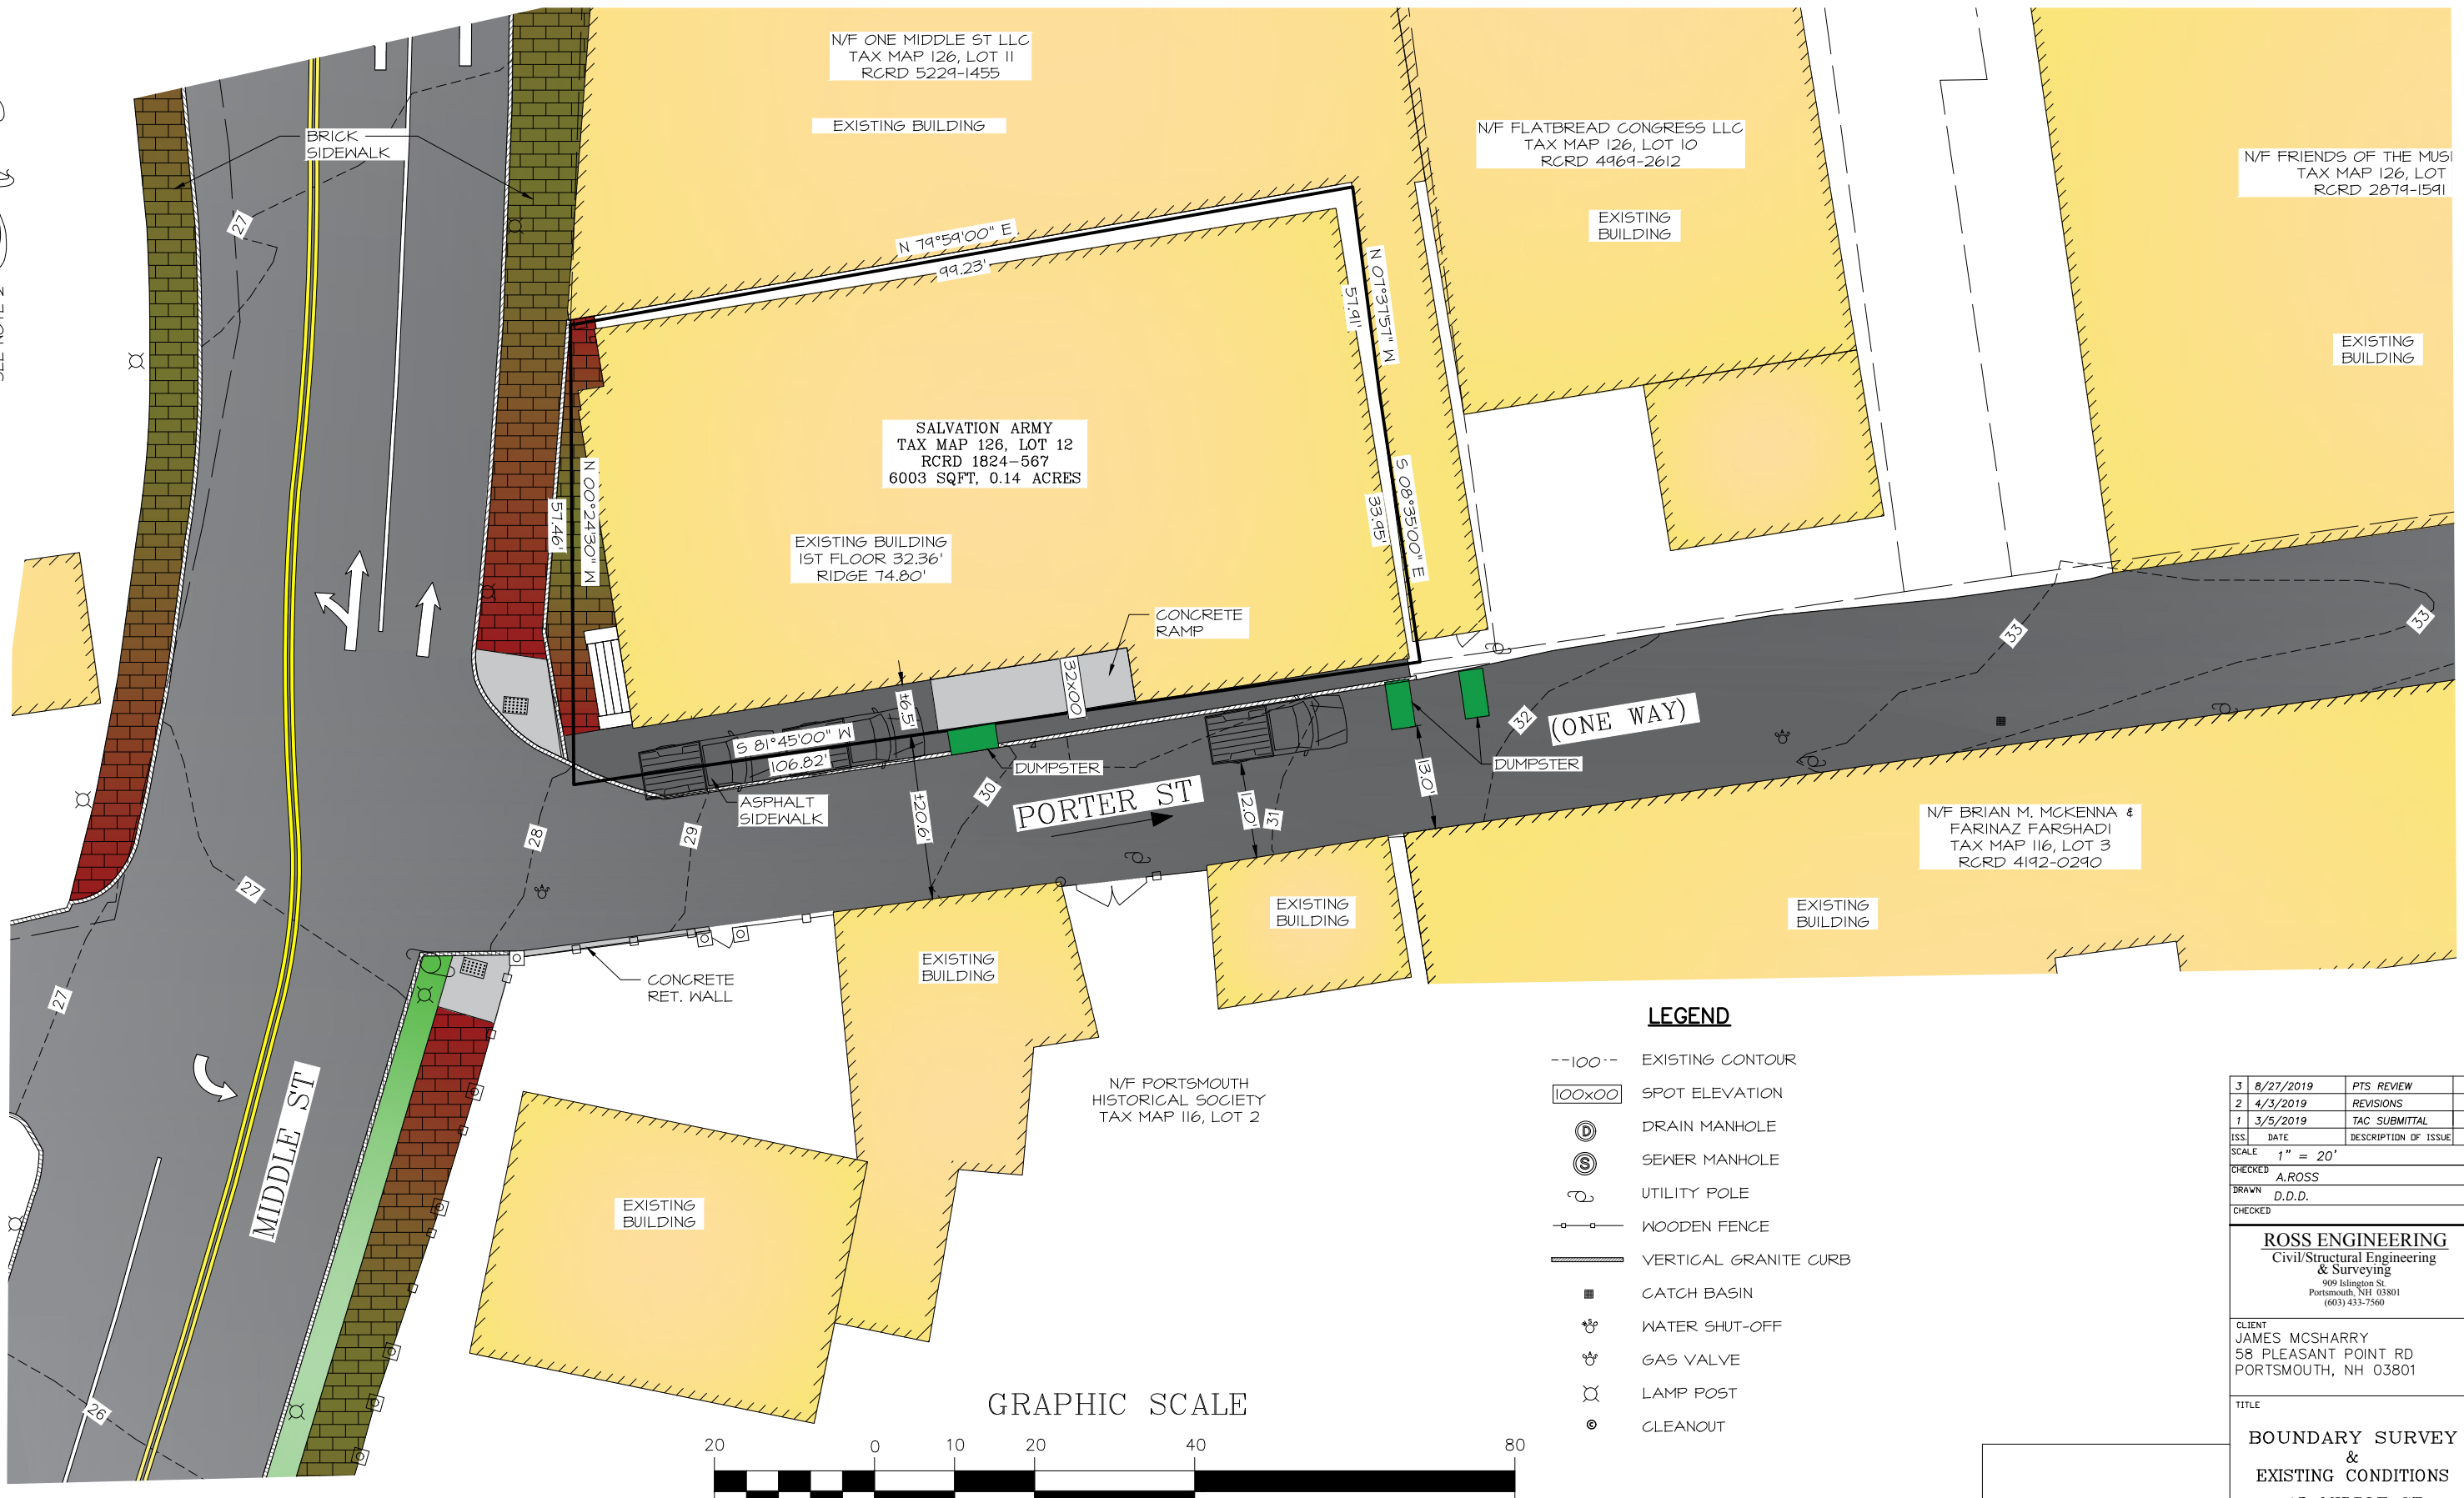 N/F ONE MIDDLE ST LLC
TAX MAP 126, LOT 11
RCRD 5229-1455
EXISTING BUILDING
N/F FLATBREAD CONGRESS LLC
TAX MAP 126, LOT 10
RCRD 4969-2612
EXISTING
BUILDING
N/F FRIENDS OF THE MUSI
TAX MAP 126, LOT
RCRD 2879-1591
EXISTING
BUILDING
BRICK
SIDEWALK
27
SEE NOTE 2
N 79°59'00" E
99.23'
N 07°37'57" W
57.91'
SALVATION ARMY
TAX MAP 126, LOT 12
RCRD 1824-567
6003 SQFT, 0.14 ACRES
N 00°24'30" W
57.46'
S 08°35'00" E
33.95'
EXISTING BUILDING
1ST FLOOR 32.36'
RIDGE 74.80'
CONCRETE
RAMP
32x00
±6.5'
S 81°45'00" W
106.82'
DUMPSTER
ASPHALT
SIDEWALK
±20.6'
PORTER ST
(ONE WAY)
DUMPSTER
12.0'
13.0'
28
29
30
31
32
33
33
27
27
26
N/F BRIAN M. MCKENNA &
FARINAZ FARSHADI
TAX MAP 116, LOT 3
RCRD 4192-0290
EXISTING
BUILDING
EXISTING
BUILDING
EXISTING
BUILDING
CONCRETE
RET. WALL
MIDDLE ST
EXISTING
BUILDING
N/F PORTSMOUTH
HISTORICAL SOCIETY
TAX MAP 116, LOT 2
LEGEND
--100-- EXISTING CONTOUR
100x00 SPOT ELEVATION
D DRAIN MANHOLE
S SEWER MANHOLE
UTILITY POLE
WOODEN FENCE
VERTICAL GRANITE CURB
CATCH BASIN
WATER SHUT-OFF
GAS VALVE
LAMP POST
C CLEANOUT
GRAPHIC SCALE
20 0 10 20 40 80
3 8/27/2019 PTS REVIEW
2 4/3/2019 REVISIONS
1 3/5/2019 TAC SUBMITTAL
ISS. DATE DESCRIPTION OF ISSUE
SCALE 1" = 20'
CHECKED A.ROSS
DRAWN D.D.D.
CHECKED
ROSS ENGINEERING
Civil/Structural Engineering
& Surveying
909 Islington St.
Portsmouth, NH 03801
(603) 433-7560
CLIENT
JAMES MCSHARRY
58 PLEASANT POINT RD
PORTSMOUTH, NH 03801
TITLE
BOUNDARY SURVEY
&
EXISTING CONDITIONS